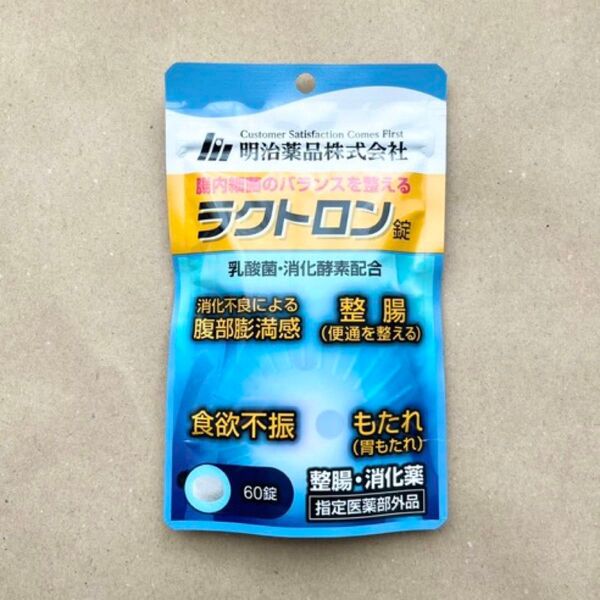 Customer Satisfaction Comes First
明治薬品株式会社
腸内細菌のバランスを整える
ラクトロン錠
乳酸菌・消化酵素配合
消化不良による
腹部膨満感
整腸
(便通を整える)
食欲不振
もたれ
(胃もたれ)
60錠
整腸・消化薬
指定医薬部外品